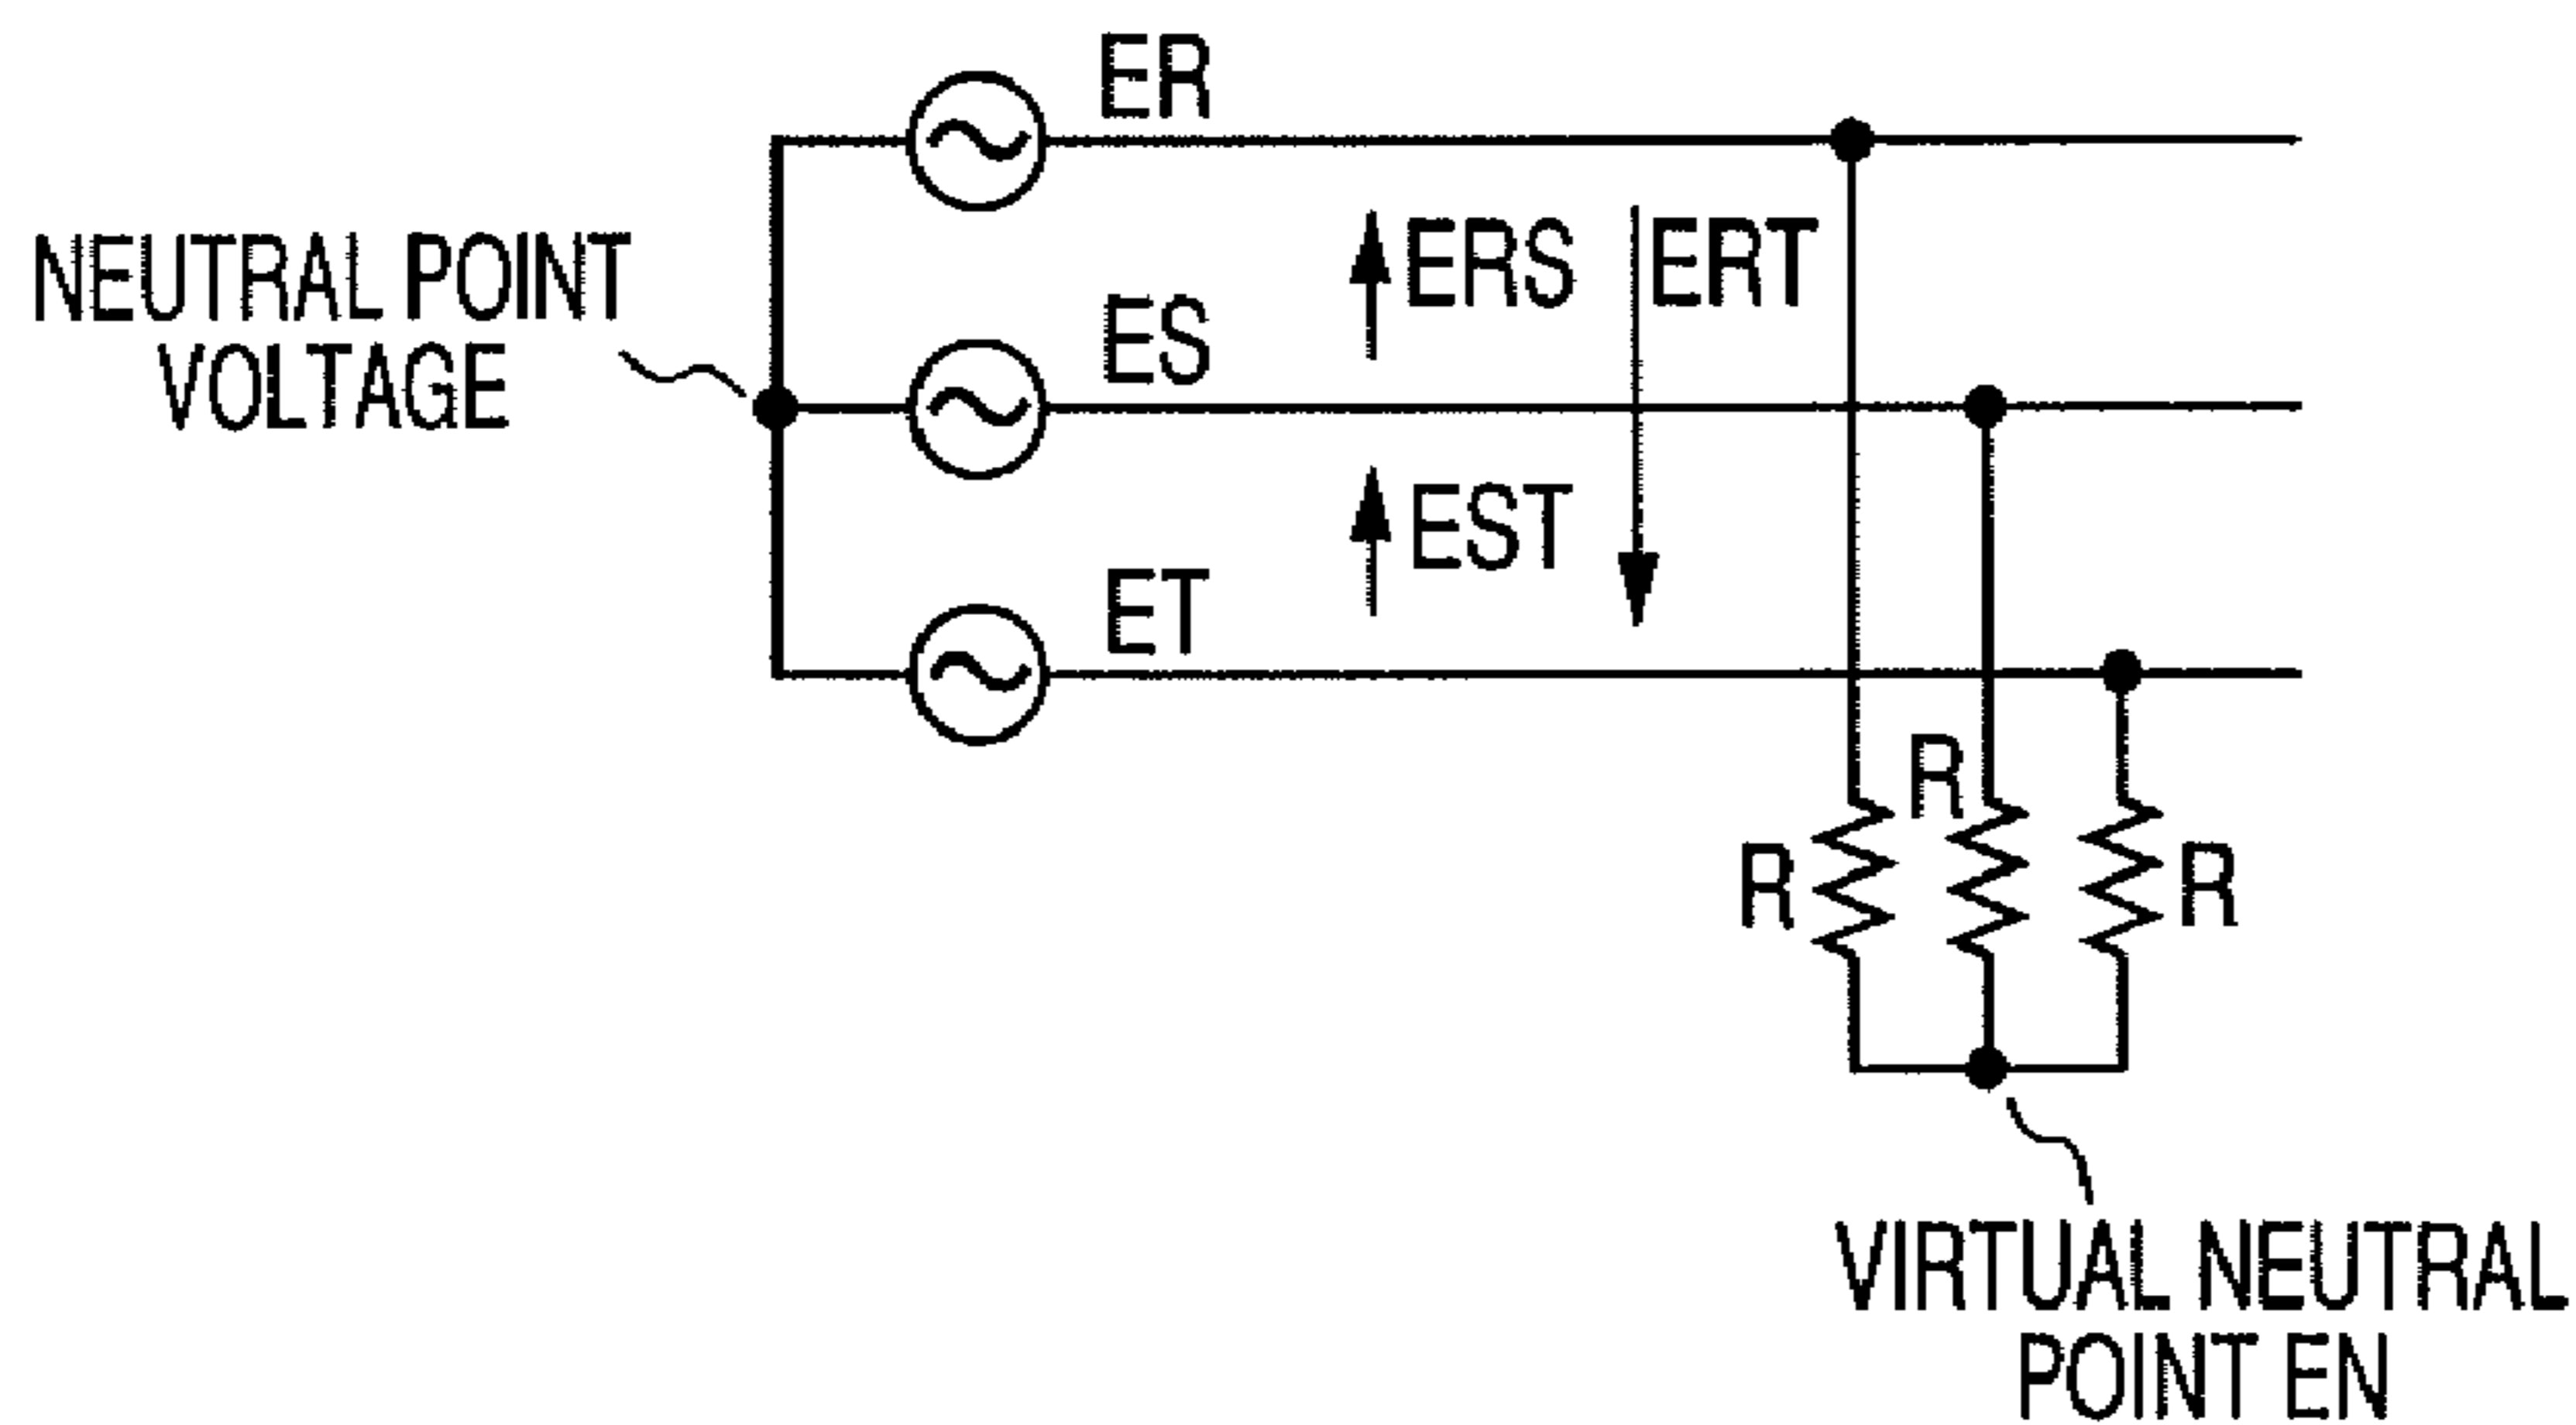 ER
NEUTRAL POINT
VOLTAGE
ERS
ERT
ES
EST
ET
R
R
R
VIRTUAL NEUTRAL
POINT EN